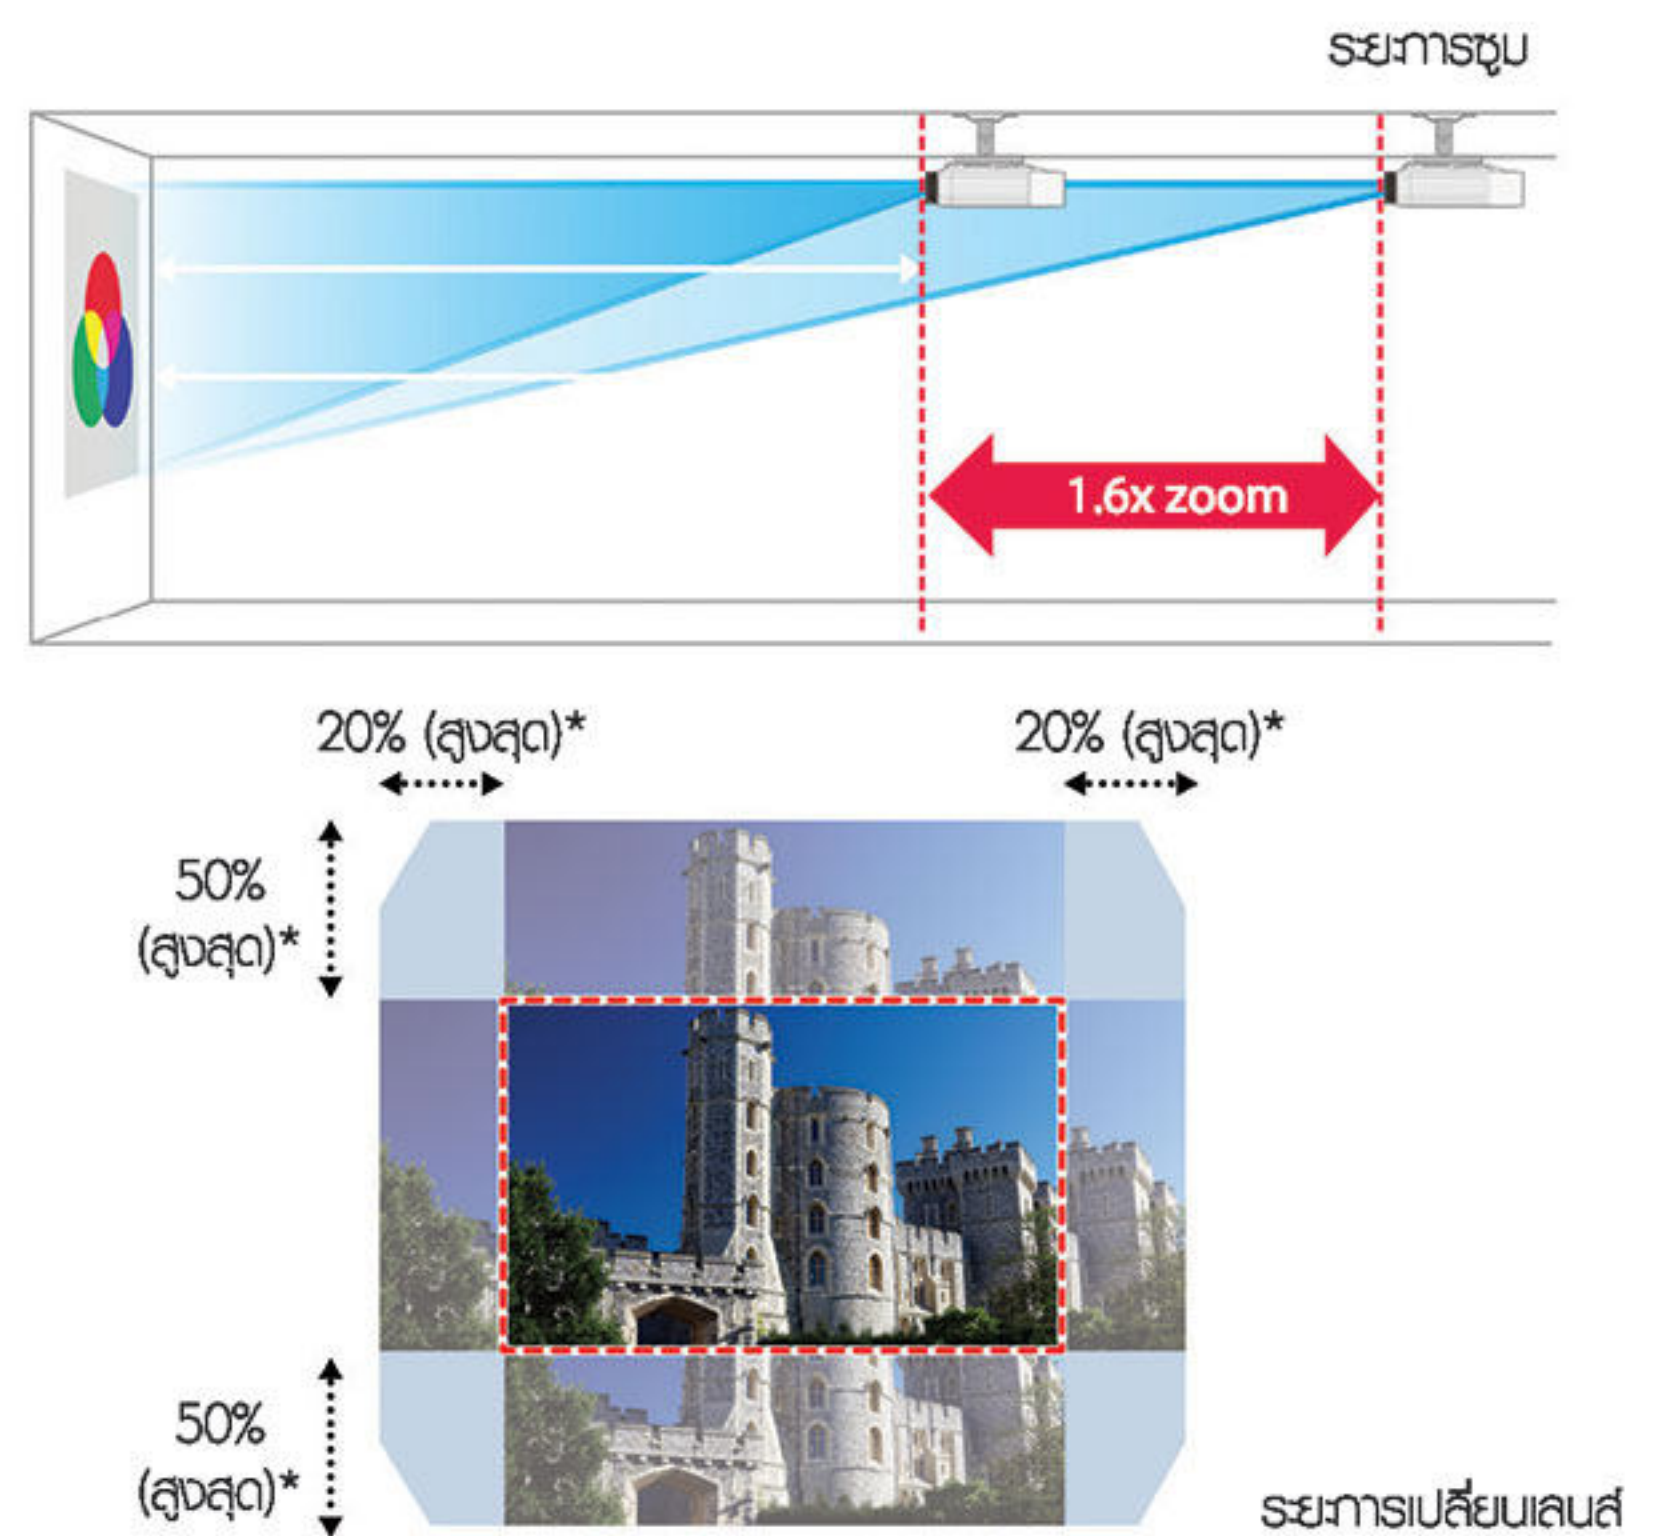 ระยะการซูม
1.6x zoom
20% (สูงสุด)*
20% (สูงสุด)*
50%
(สูงสุด)*
50%
(สูงสุด)*
ระยะการเปลี่ยนเลนส์